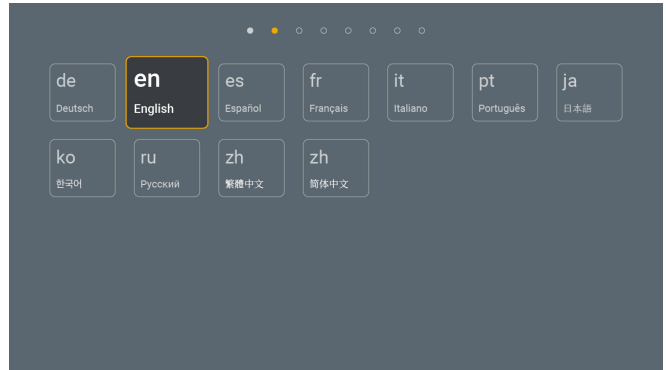 de
Deutsch
en
English
es
Español
fr
Français
it
Italiano
pt
Português
ja
日本語
ko
한국어
ru
Русский
zh
繁體中文
zh
简体中文